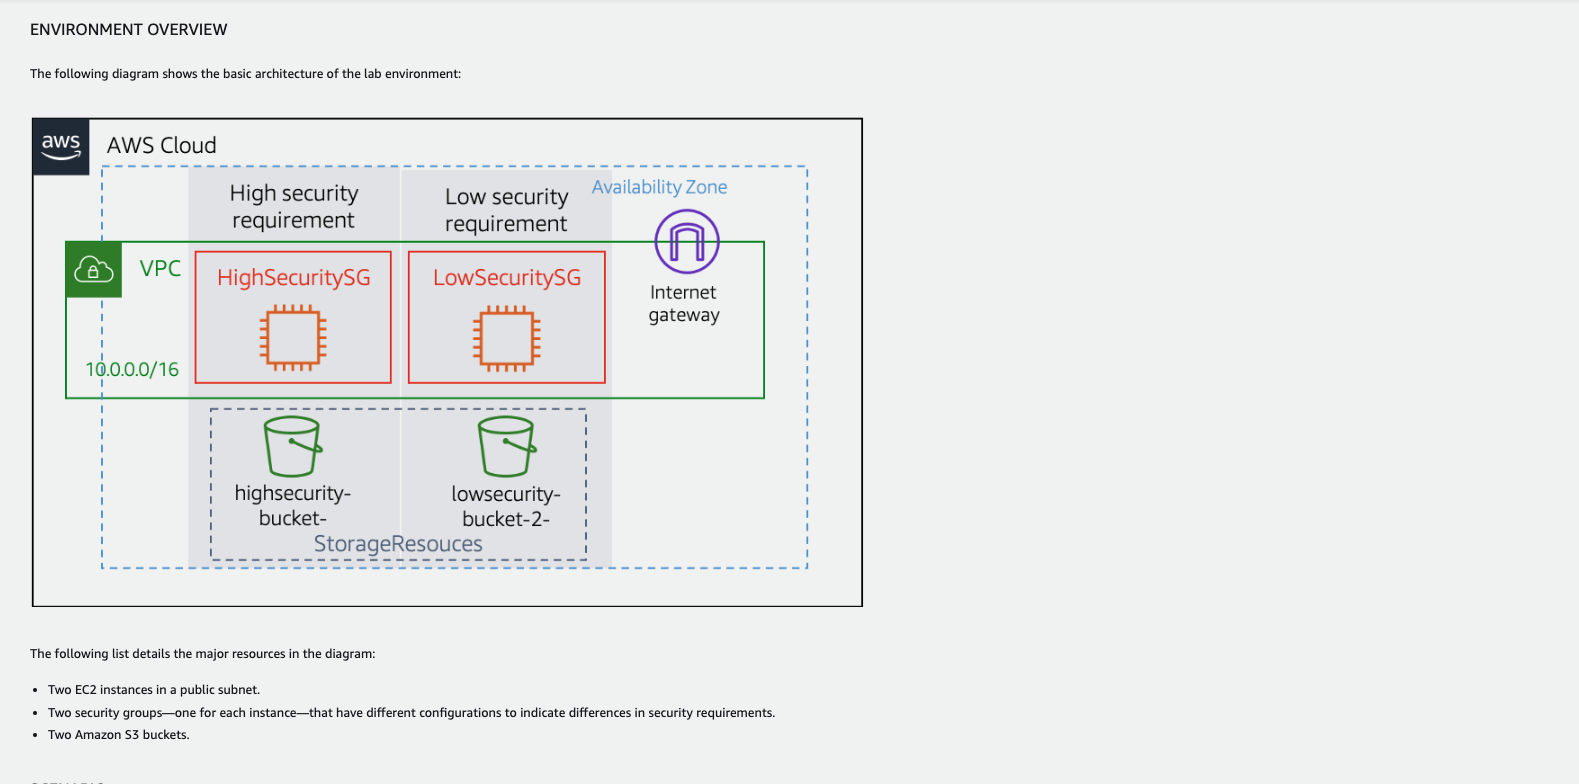 ENVIRONMENT OVERVIEW
The following diagram shows the basic architecture of the lab environment:
aws
AWS Cloud
High security
requirement
Low security
requirement
Availability Zone
VPC
HighSecuritySG
LowSecuritySG
Internet
gateway
10.0.0.0/16
highsecurity-
bucket-
lowsecurity-
bucket-2-
StorageResouces
The following list details the major resources in the diagram:
• Two EC2 instances in a public subnet.
• Two security groups—one for each instance—that have different configurations to indicate differences in security requirements.
• Two Amazon S3 buckets.